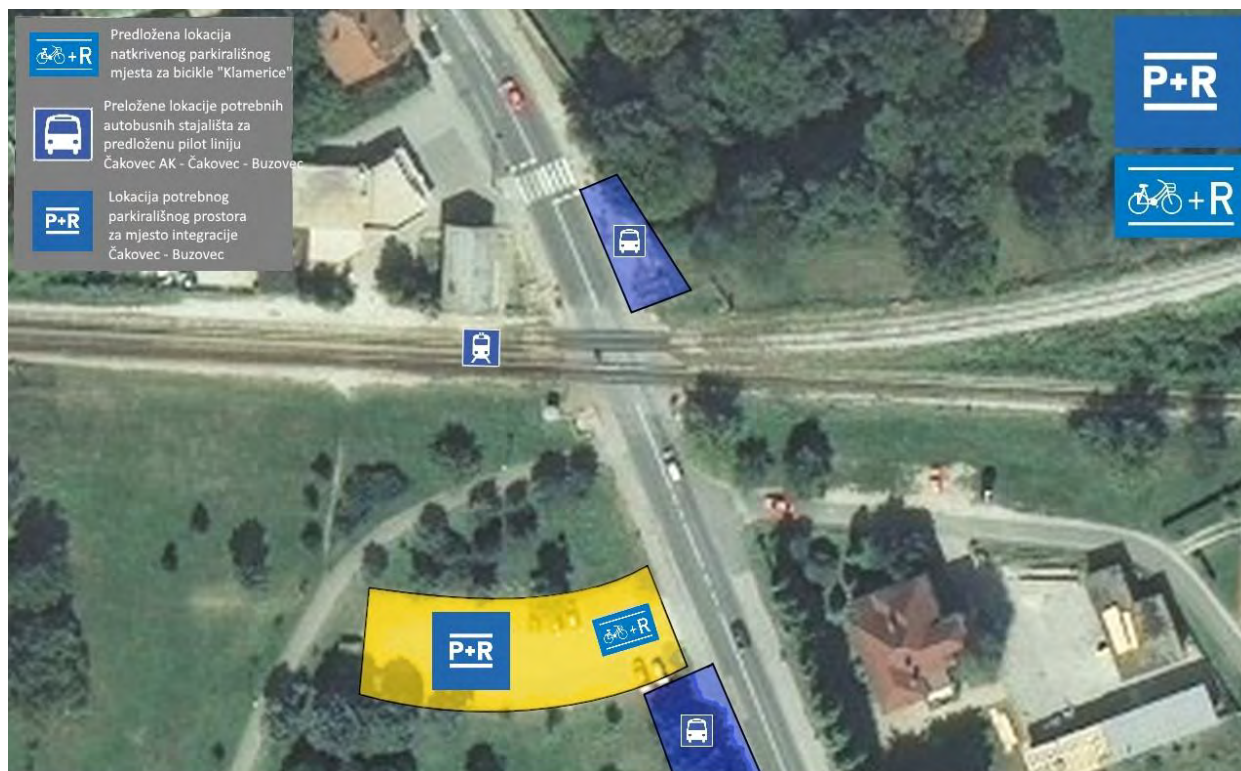 +R
Predložena lokacija
natkrivenog parkirališnog
mjesta za bicikle "Klamerice"
Preložene lokacije potrebnih
autobusnih stajališta za
predloženu pilot liniju
Čakovec AK - Čakovec - Buzovec
P+R
Lokacija potrebnog
parkirališnog prostora
za mjesto integracije
Čakovec - Buzovec
P+R
+R
P+R
+R